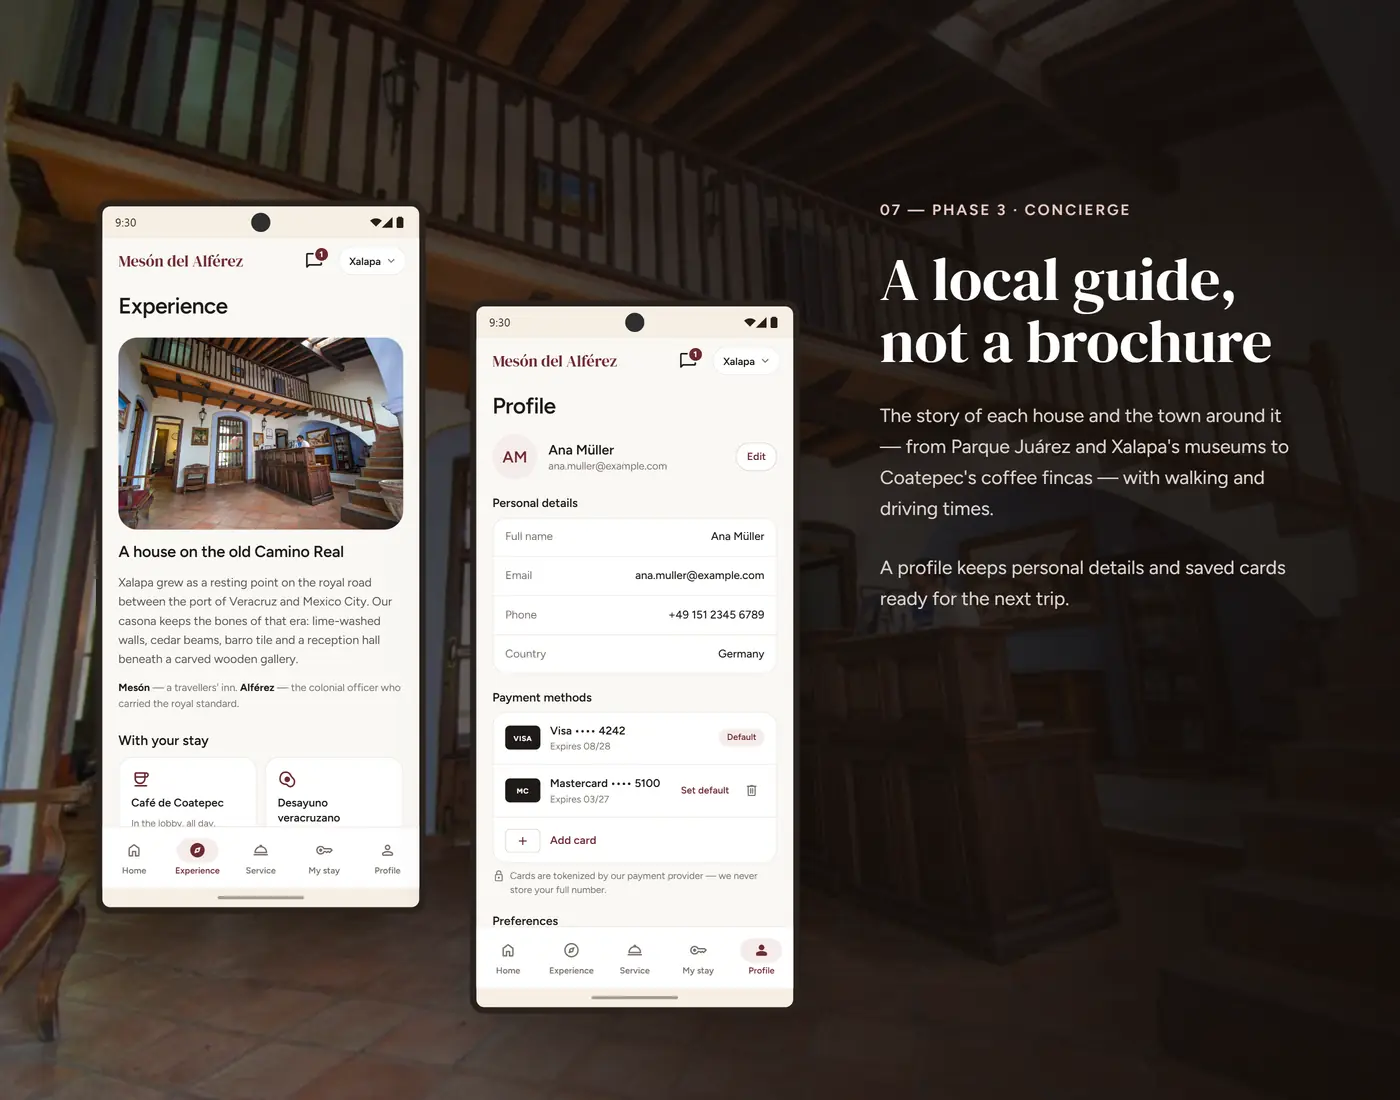 9:30
Mesón del Alférez
1
Xalapa
Experience
A house on the old Camino Real
Xalapa grew as a resting point on the royal road
between the port of Veracruz and Mexico City. Our
casona keeps the bones of that era: lime-washed
walls, cedar beams, barro tile and a reception hall
beneath a carved wooden gallery.
Mesón — a travellers' inn. Alférez — the colonial officer who
carried the royal standard.
With your stay
Café de Coatepec
In the lobby, all day.
Desayuno
veracruzano
Home
Experience
Service
My stay
Profile
9:30
Mesón del Alférez
1
Xalapa
Profile
AM
Ana Müller
ana.muller@example.com
Edit
Personal details
Full name Ana Müller
Email ana.muller@example.com
Phone +49 151 2345 6789
Country Germany
Payment methods
VISA
Visa •••• 4242
Expires 08/28
Default
MC
Mastercard •••• 5100
Expires 03/27
Set default
+ Add card
Cards are tokenized by our payment provider — we never
store your full number.
Preferences
Home
Experience
Service
My stay
Profile
07 — PHASE 3 · CONCIERGE
A local guide,
not a brochure
The story of each house and the town around it
— from Parque Juárez and Xalapa's museums to
Coatepec's coffee fincas — with walking and
driving times.
A profile keeps personal details and saved cards
ready for the next trip.